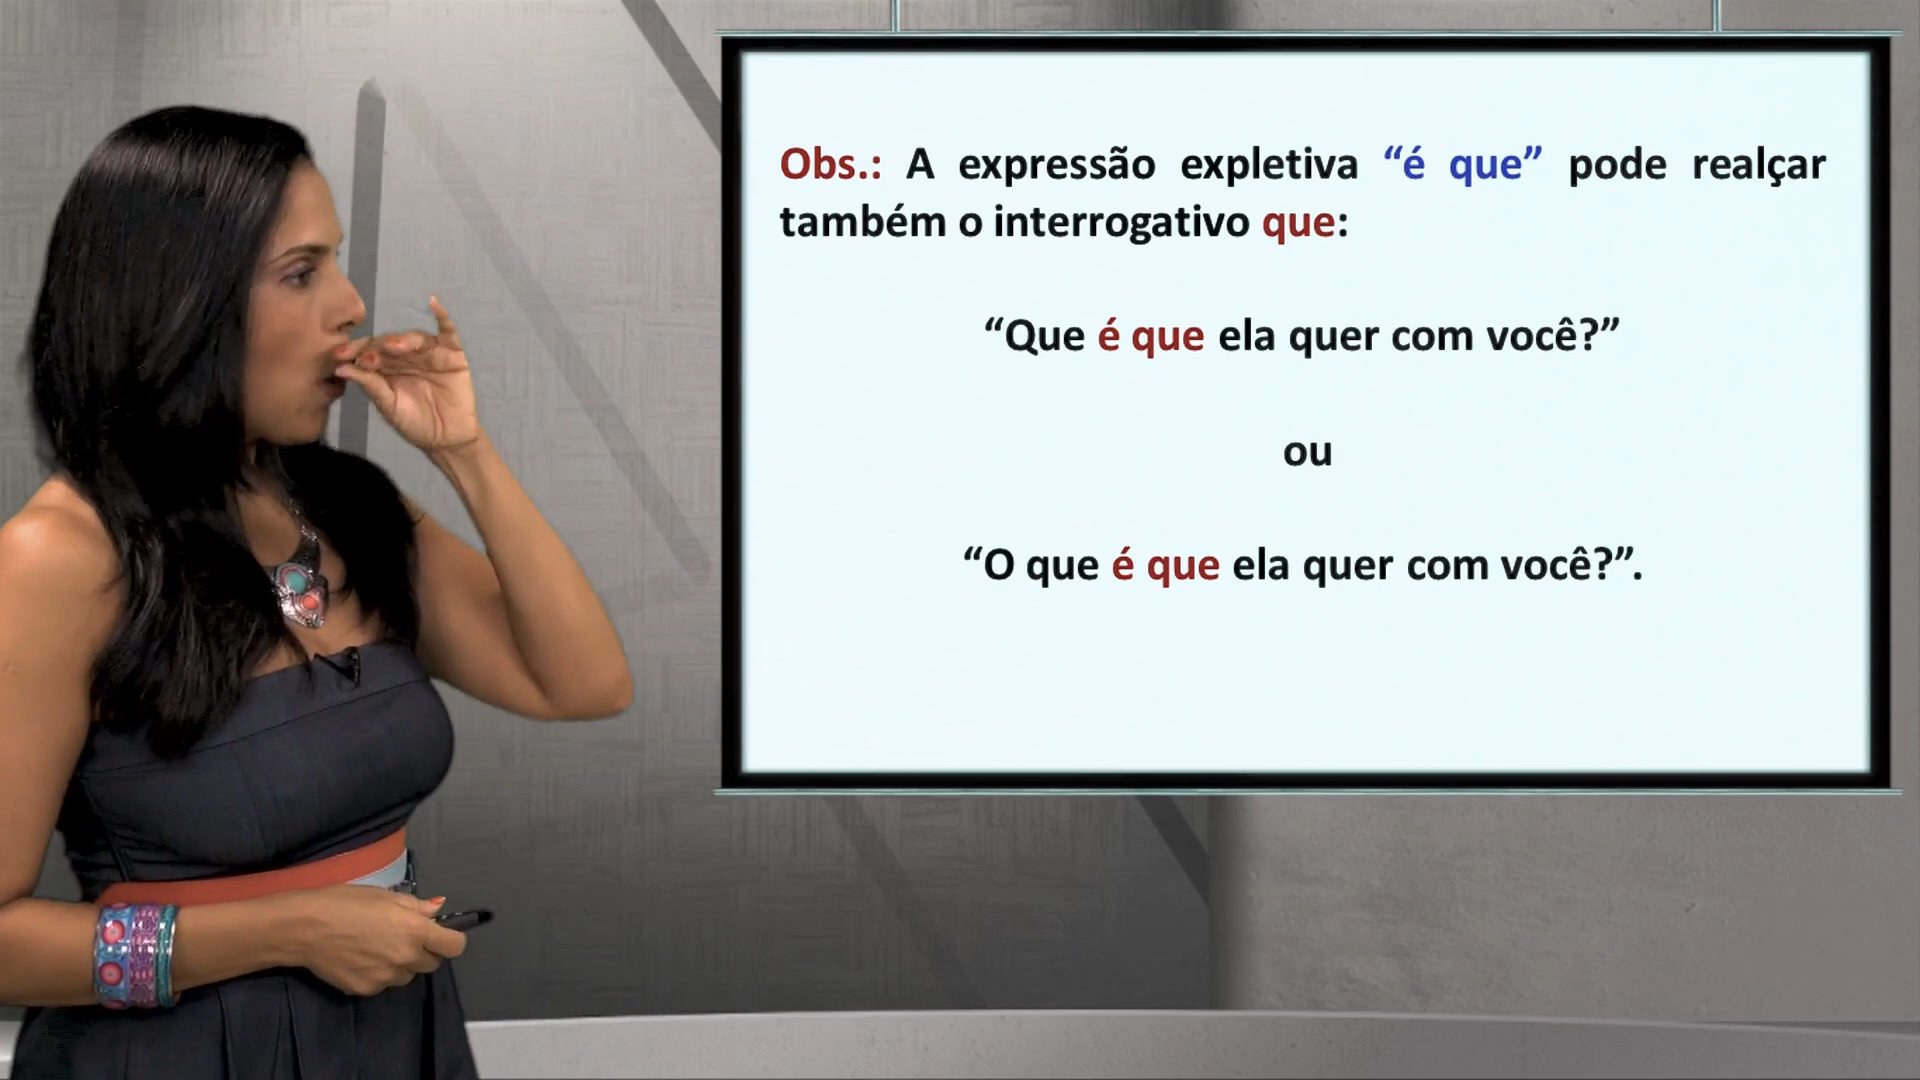 Obs.: A expressão expletiva “é que” pode realçar
também o interrogativo que:
“Que é que ela quer com você?”
ou
“O que é que ela quer com você?”.